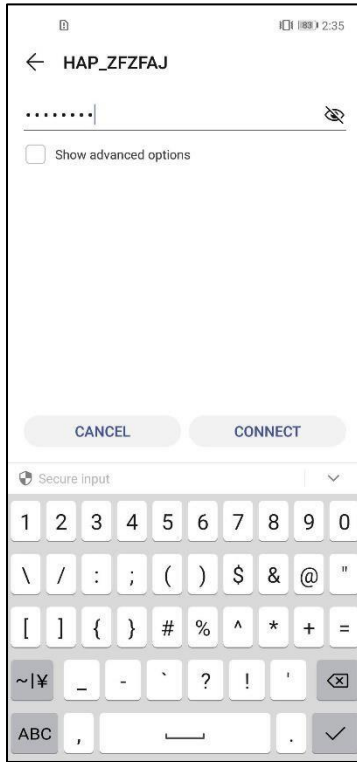 83 2:35
HAP_ZFZFAJ
••••••••
Show advanced options
CANCEL CONNECT
Secure input
1 2 3 4 5 6 7 8 9 0
\ / : ; ( ) $ & @ "
[ ] { } # % ^ * + =
~|¥ _ - ` ? ! '
ABC , .